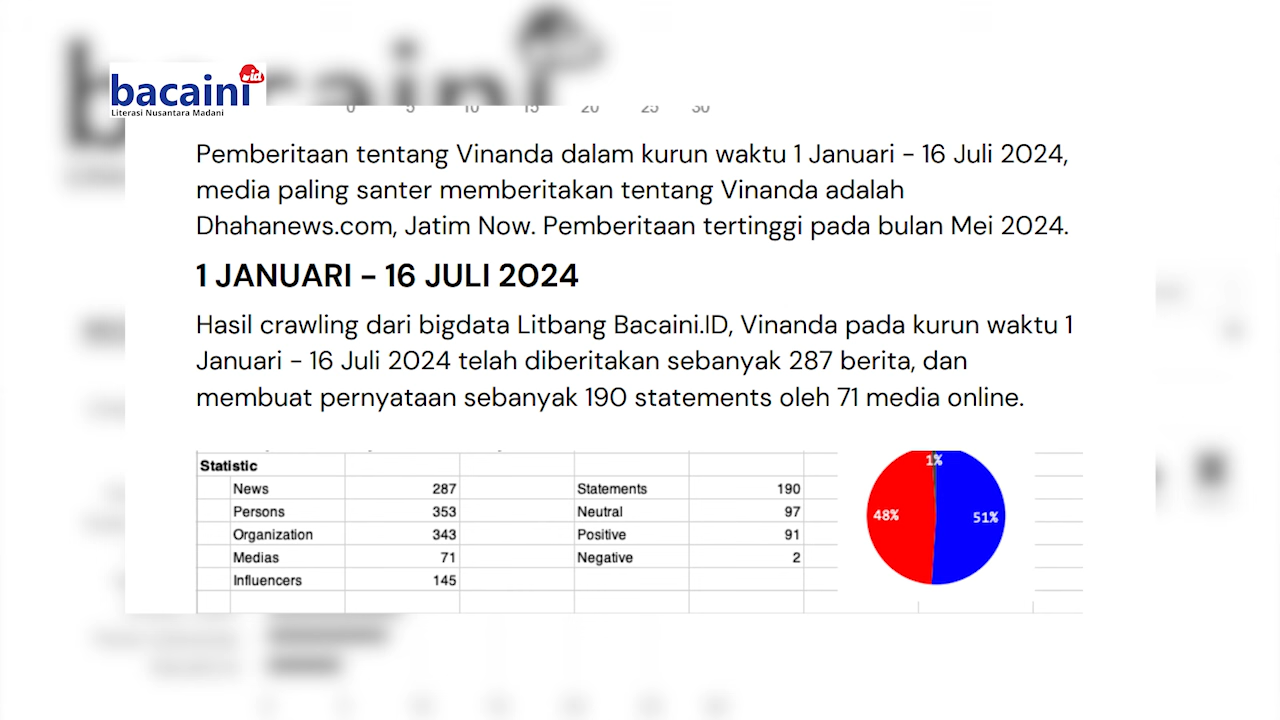 bacaini
.id
Literasi Nusantara Madani
0 5 10 15 20 25 30
Pemberitaan tentang Vinanda dalam kurun waktu 1 Januari – 16 Juli 2024,
media paling santer memberitakan tentang Vinanda adalah
Dhahanews.com, Jatim Now. Pemberitaan tertinggi pada bulan Mei 2024.
1 JANUARI – 16 JULI 2024
Hasil crawling dari bigdata Litbang Bacaini.ID, Vinanda pada kurun waktu 1
Januari – 16 Juli 2024 telah diberitakan sebanyak 287 berita, dan
membuat pernyataan sebanyak 190 statements oleh 71 media online.
Statistic
News 287 Statements 190
Persons 353 Neutral 97
Organization 343 Positive 91
Medias 71 Negative 2
Influencers 145
1%
48% 51%